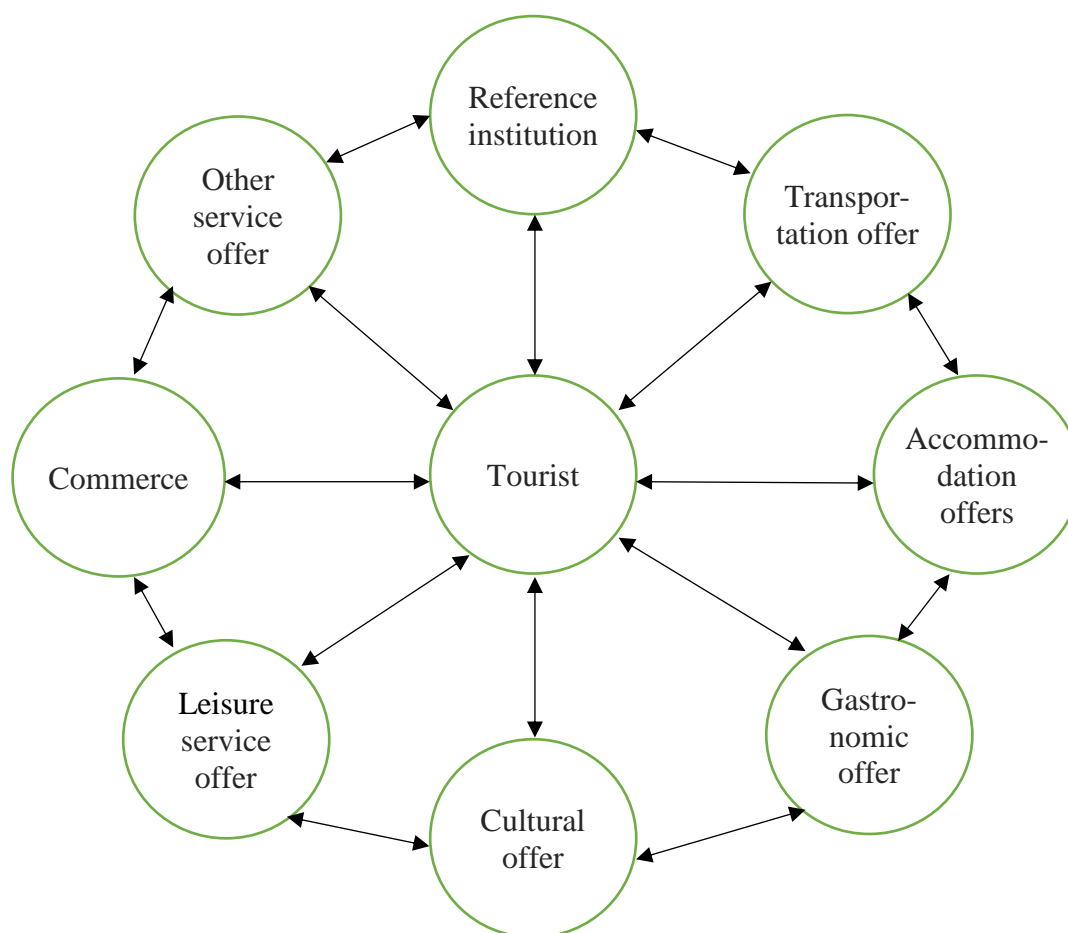 Reference
institution
Other
service
offer
Transpor-
tation offer
Commerce
Tourist
Accommo-
dation
offers
Leisure
service
offer
Gastro-
nomic
offer
Cultural
offer